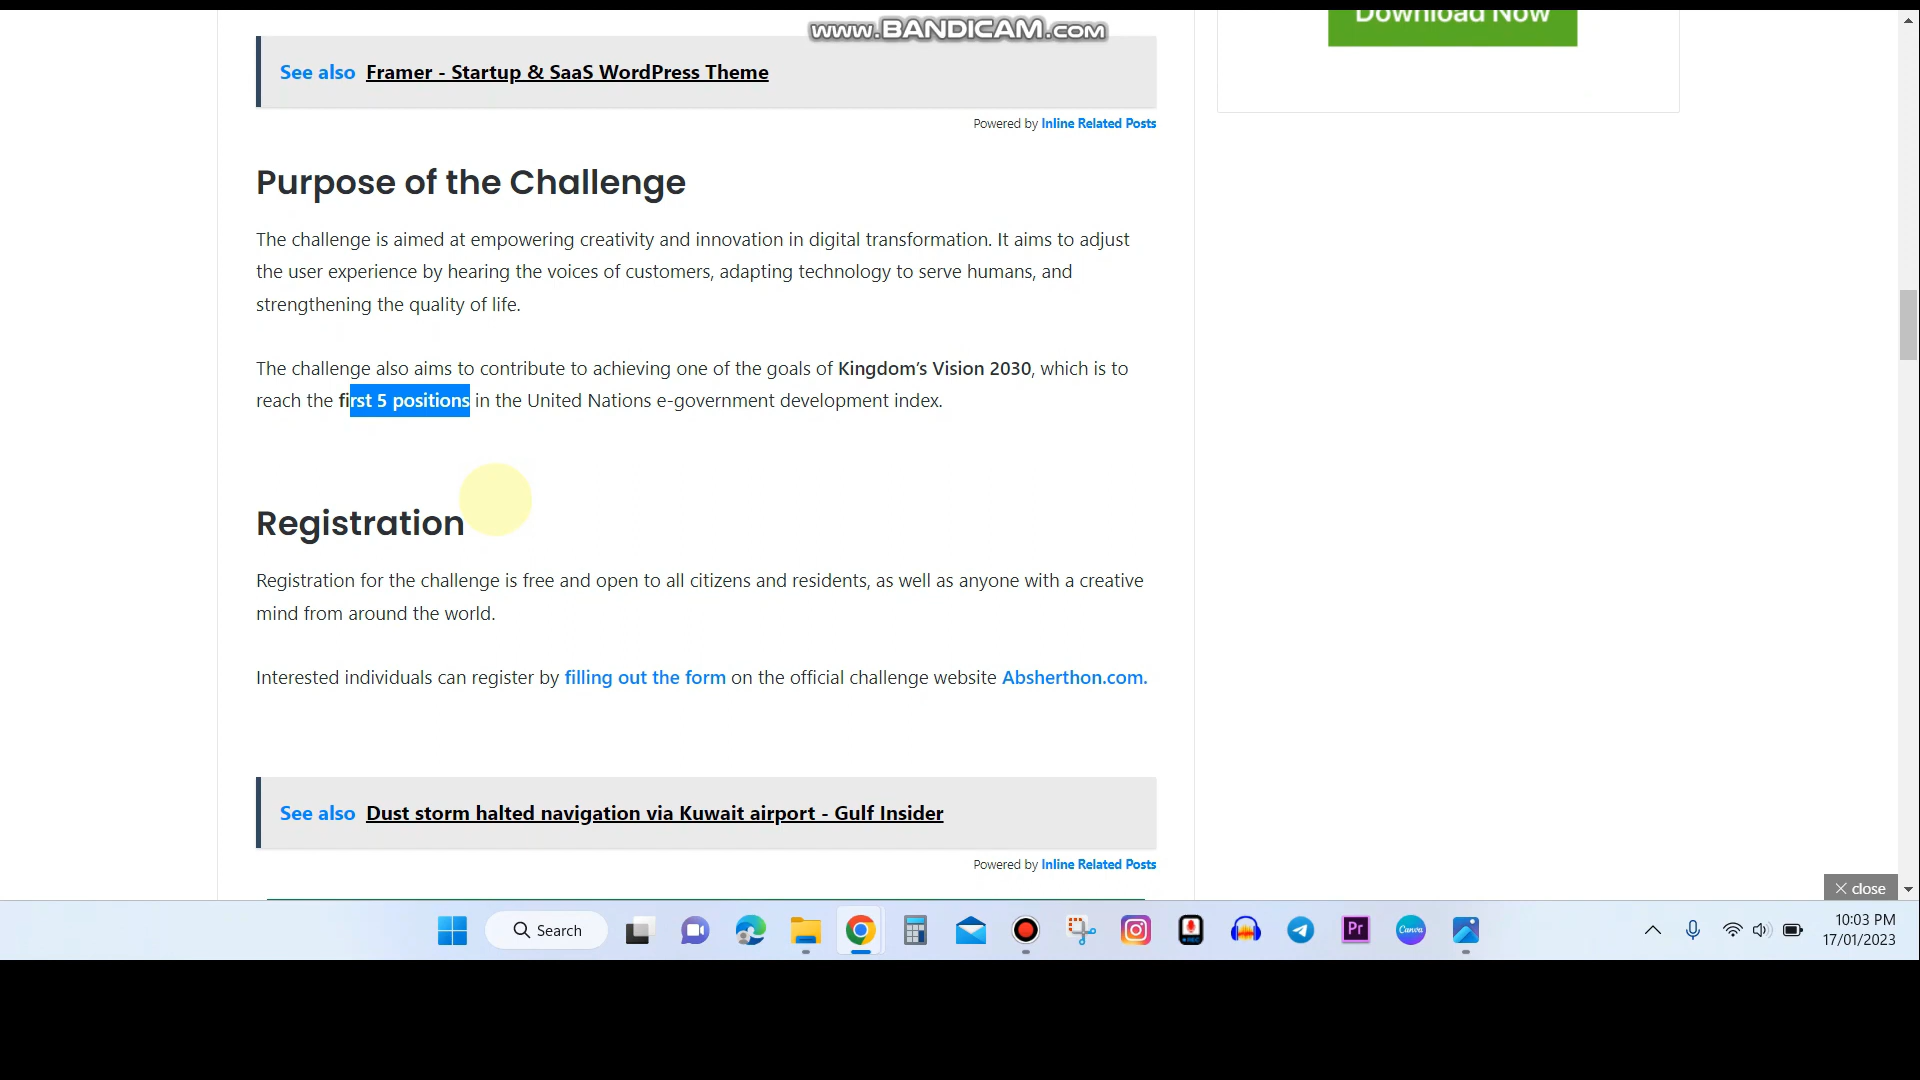 Download Now
www.BANDICAM.com
See also Framer - Startup & SaaS WordPress Theme
Powered by Inline Related Posts
Purpose of the Challenge
The challenge is aimed at empowering creativity and innovation in digital transformation. It aims to adjust
the user experience by hearing the voices of customers, adapting technology to serve humans, and
strengthening the quality of life.
The challenge also aims to contribute to achieving one of the goals of Kingdom’s Vision 2030, which is to
reach the first 5 positions in the United Nations e-government development index.
Registration
Registration for the challenge is free and open to all citizens and residents, as well as anyone with a creative
mind from around the world.
Interested individuals can register by filling out the form on the official challenge website Absherthon.com.
See also Dust storm halted navigation via Kuwait airport - Gulf Insider
Powered by Inline Related Posts
close
Search
REC
Pr
Canva
10:03 PM
17/01/2023